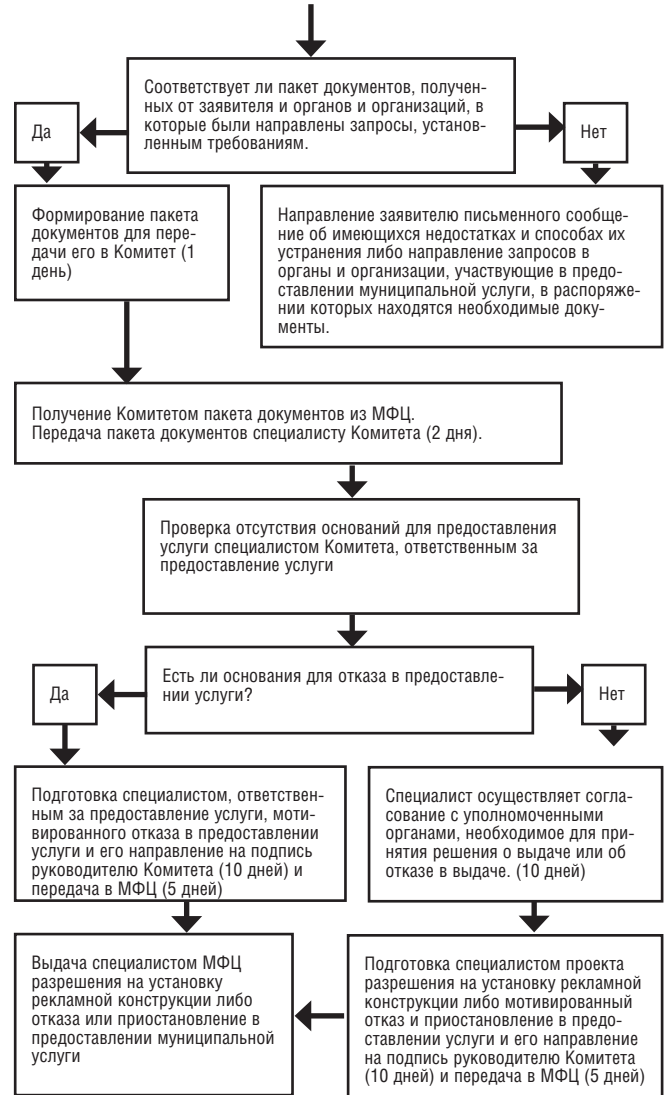 Соответствует ли пакет документов, получен-
ных от заявителя и органов и организаций, в
которые были направлены запросы, установ-
ленным требованиям.
Да
Нет
Формирование пакета
документов для пере-
дачи его в Комитет (1
день)
Направление заявителю письменного сообще-
ние об имеющихся недостатках и способах их
устранения либо направление запросов в
органы и организации, участвующие в предо-
ставлении муниципальной услуги, в распоряже-
нии которых находятся необходимые доку-
менты.
Получение Комитетом пакета документов из МФЦ.
Передача пакета документов специалисту Комитета (2 дня).
Проверка отсутствия оснований для предоставления
услуги специалистом Комитета, ответственным за
предоставление услуги
Есть ли основания для отказа в предоставле-
нии услуги?
Да
Нет
Подготовка специалистом, ответствен-
ным за предоставление услуги, моти-
вированного отказа в предоставлении
услуги и его направление на подпись
руководителю Комитета (10 дней) и
передача в МФЦ (5 дней)
Специалист осуществляет согла-
сование с уполномоченными
органами, необходимое для при-
нятия решения о выдаче или об
отказе в выдаче. (10 дней)
Выдача специалистом МФЦ
разрешения на установку
рекламной конструкции либо
отказа или приостановление в
предоставлении муниципальной
услуги
Подготовка специалистом проекта
разрешения на установку рекламной
конструкции либо мотивированный
отказ и приостановление в предо-
ставлении услуги и его направление
на подпись руководителю Комитета
(10 дней) и передача в МФЦ (5 дней)